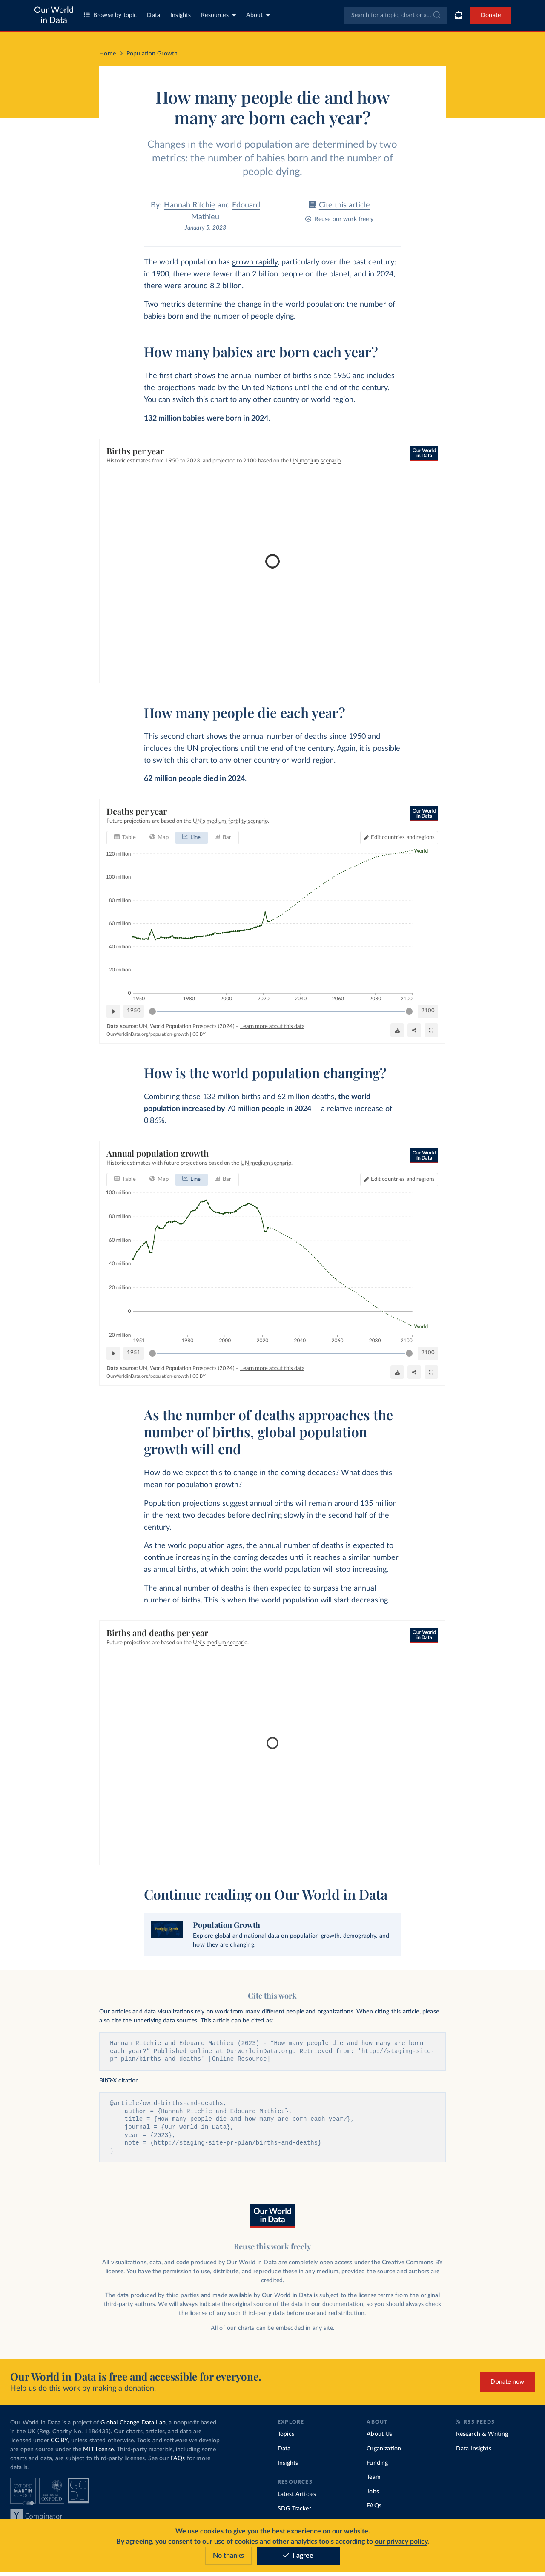 Our World
in Data
Browse by topic
Data
Insights
Resources
About
Search for a topic, chart or a...
Donate
Home
Population Growth
How many people die and how
many are born each year?
Changes in the world population are determined by two
metrics: the number of babies born and the number of
people dying.
By: Hannah Ritchie and Edouard
Mathieu
January 5, 2023
Cite this article
Reuse our work freely
The world population has grown rapidly, particularly over the past century:
in 1900, there were fewer than 2 billion people on the planet, and in 2024,
there were around 8.2 billion.
Two metrics determine the change in the world population: the number of
babies born and the number of people dying.
How many babies are born each year?
The first chart shows the annual number of births since 1950 and includes
the projections made by the United Nations until the end of the century.
You can switch this chart to any other country or world region.
132 million babies were born in 2024.
Births per year
Historic estimates from 1950 to 2023, and projected to 2100 based on the UN medium scenario.
Our World
in Data
How many people die each year?
This second chart shows the annual number of deaths since 1950 and
includes the UN projections until the end of the century. Again, it is possible
to switch this chart to any other country or world region.
62 million people died in 2024.
Deaths per year
Future projections are based on the UN's medium-fertility scenario.
Our World
in Data
Table
Map
Line
Bar
Edit countries and regions
120 million
100 million
80 million
60 million
40 million
20 million
0
World
1950
1980
2000
2020
2040
2060
2080
2100
1950
2100
Data source: UN, World Population Prospects (2024) – Learn more about this data
OurWorldinData.org/population-growth | CC BY
How is the world population changing?
Combining these 132 million births and 62 million deaths, the world
population increased by 70 million people in 2024 — a relative increase of
0.86%.
Annual population growth
Historic estimates with future projections based on the UN medium scenario.
Our World
in Data
Table
Map
Line
Bar
Edit countries and regions
100 million
80 million
60 million
40 million
20 million
0
-20 million
World
1951
1980
2000
2020
2040
2060
2080
2100
1951
2100
Data source: UN, World Population Prospects (2024) – Learn more about this data
OurWorldinData.org/population-growth | CC BY
As the number of deaths approaches the
number of births, global population
growth will end
How do we expect this to change in the coming decades? What does this
mean for population growth?
Population projections suggest annual births will remain around 135 million
in the next two decades before declining slowly in the second half of the
century.
As the world population ages, the annual number of deaths is expected to
continue increasing in the coming decades until it reaches a similar number
as annual births, at which point the world population will stop increasing.
The annual number of deaths is then expected to surpass the annual
number of births. This is when the world population will start decreasing.
Births and deaths per year
Future projections are based on the UN's medium scenario.
Our World
in Data
Continue reading on Our World in Data
Population Growth
Explore global and national data on population growth, demography, and
how they are changing.
Cite this work
Our articles and data visualizations rely on work from many different people and organizations. When citing this article, please
also cite the underlying data sources. This article can be cited as:
Hannah Ritchie and Edouard Mathieu (2023) - “How many people die and how many are born
each year?” Published online at OurWorldinData.org. Retrieved from: 'http://staging-site-
pr-plan/births-and-deaths' [Online Resource]
BibTeX citation
@article{owid-births-and-deaths,
author = {Hannah Ritchie and Edouard Mathieu},
title = {How many people die and how many are born each year?},
journal = {Our World in Data},
year = {2023},
note = {http://staging-site-pr-plan/births-and-deaths}
}
Our World
in Data
Reuse this work freely
All visualizations, data, and code produced by Our World in Data are completely open access under the Creative Commons BY
license. You have the permission to use, distribute, and reproduce these in any medium, provided the source and authors are
credited.
The data produced by third parties and made available by Our World in Data is subject to the license terms from the original
third-party authors. We will always indicate the original source of the data in our documentation, so you should always check
the license of any such third-party data before use and redistribution.
All of our charts can be embedded in any site.
Our World in Data is free and accessible for everyone.
Help us do this work by making a donation.
Donate now
Our World in Data is a project of Global Change Data Lab, a nonprofit based
in the UK (Reg. Charity No. 1186433). Our charts, articles, and data are
licensed under CC BY, unless stated otherwise. Tools and software we develop
are open source under the MIT license. Third-party materials, including some
charts and data, are subject to third-party licenses. See our FAQs for more
details.
OXFORD
MARTIN
SCHOOL
UNIVERSITY OF
OXFORD
GC
DL
Y Combinator
EXPLORE
Topics
Data
Insights
RESOURCES
Latest Articles
SDG Tracker
ABOUT
About Us
Organization
Funding
Team
Jobs
FAQs
RSS FEEDS
Research & Writing
Data Insights
We use cookies to give you the best experience on our website.
By agreeing, you consent to our use of cookies and other analytics tools according to our privacy policy.
No thanks
I agree